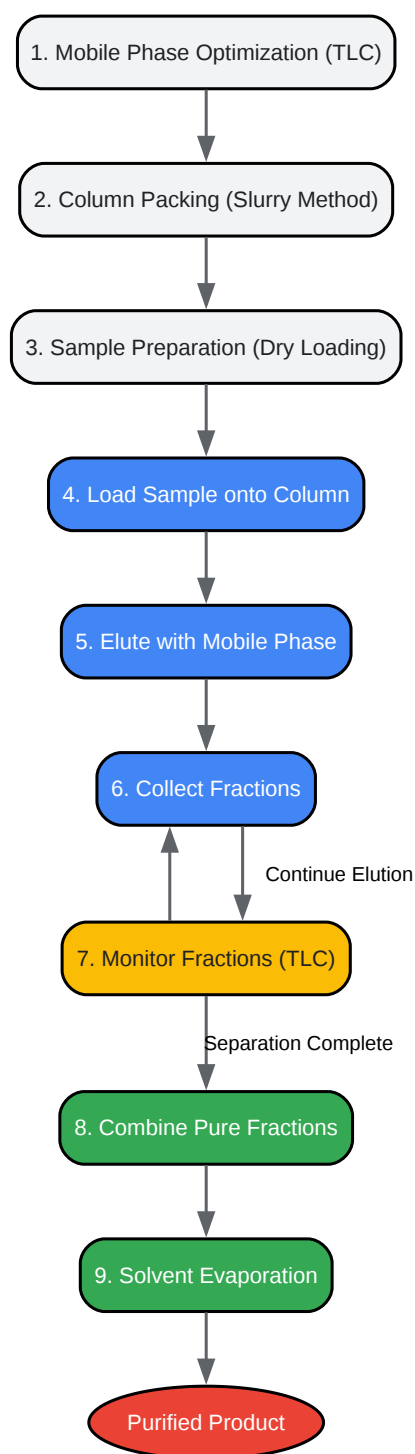 1. Mobile Phase Optimization (TLC)
2. Column Packing (Slurry Method)
3. Sample Preparation (Dry Loading)
4. Load Sample onto Column
5. Elute with Mobile Phase
6. Collect Fractions
Continue Elution
7. Monitor Fractions (TLC)
Separation Complete
8. Combine Pure Fractions
9. Solvent Evaporation
Purified Product